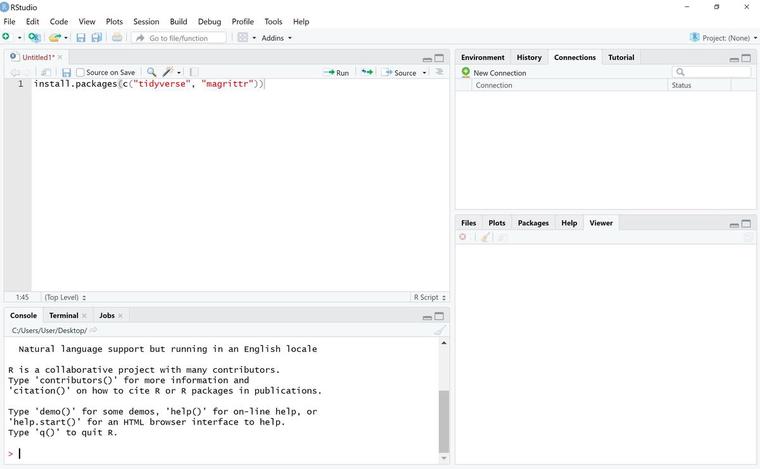 RStudio
File Edit Code View Plots Session Build Debug Profile Tools Help
Go to file/function Addins Project: (None)
Untitled1*
Source on Save Run Source
1 install.packages(c("tidyverse", "magrittr"))
1:45 (Top Level) R Script
Console Terminal Jobs
C:/Users/User/Desktop/
Natural language support but running in an English locale
R is a collaborative project with many contributors.
Type 'contributors()' for more information and
'citation()' on how to cite R or R packages in publications.
Type 'demo()' for some demos, 'help()' for on-line help, or
'help.start()' for an HTML browser interface to help.
Type 'q()' to quit R.
>
Environment History Connections Tutorial
New Connection
Connection Status
Files Plots Packages Help Viewer